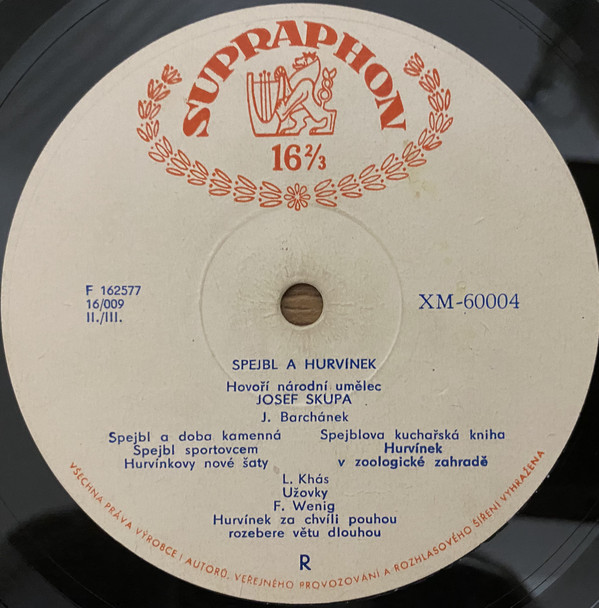 SUPRAPHON
16⅔
F 162577
16/009
II./III.
XM-60004
SPEJBL A HURVÍNEK
Hovoří národní umělec
JOSEF SKUPA
J. Barchánek
Spejbl a doba kamenná
Spejbl sportovcem
Hurvínkovy nové šaty
Spejblova kuchařská kniha
Hurvínek
v zoologické zahradě
L. Khás
Užovky
F. Wenig
Hurvínek za chvíli pouhou
rozebere větu dlouhou
R
VŠECHNA PRÁVA VÝROBCE I AUTORŮ, VEŘEJNÉHO PROVOZOVÁNÍ A ROZHLASOVÉHO ŠÍŘENÍ VYHRAŽENA